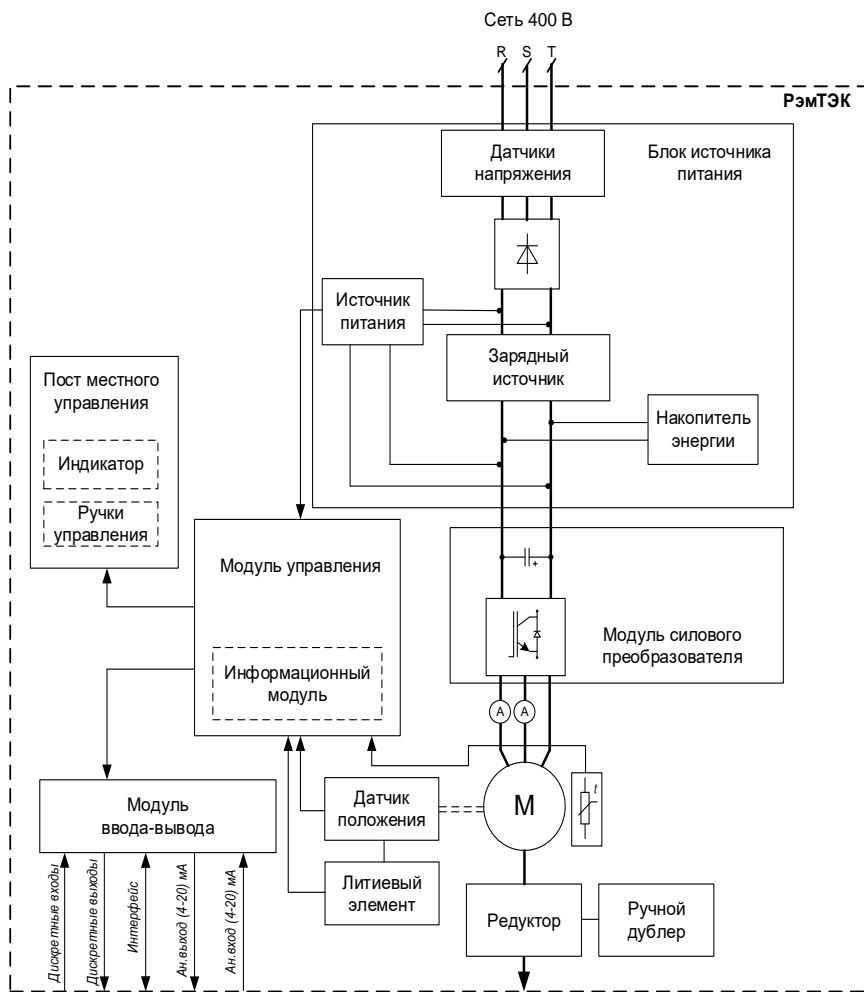 Сеть 400 В
R S T
РэмТЭК
Датчики
напряжения
Блок источника
питания
Источник
питания
Зарядный
источник
Накопитель
энергии
Пост местного
управления
Индикатор
Ручки
управления
Модуль управления
Информационный
модуль
Модуль силового
преобразователя
A A
M
t
Датчик
положения
Литиевый
элемент
Модуль
ввода-вывода
Дискретные входы
Дискретные выходы
Интерфейс
Ан.выход (4-20) мА
Ан.вход (4-20) мА
Редуктор
Ручной
дублер